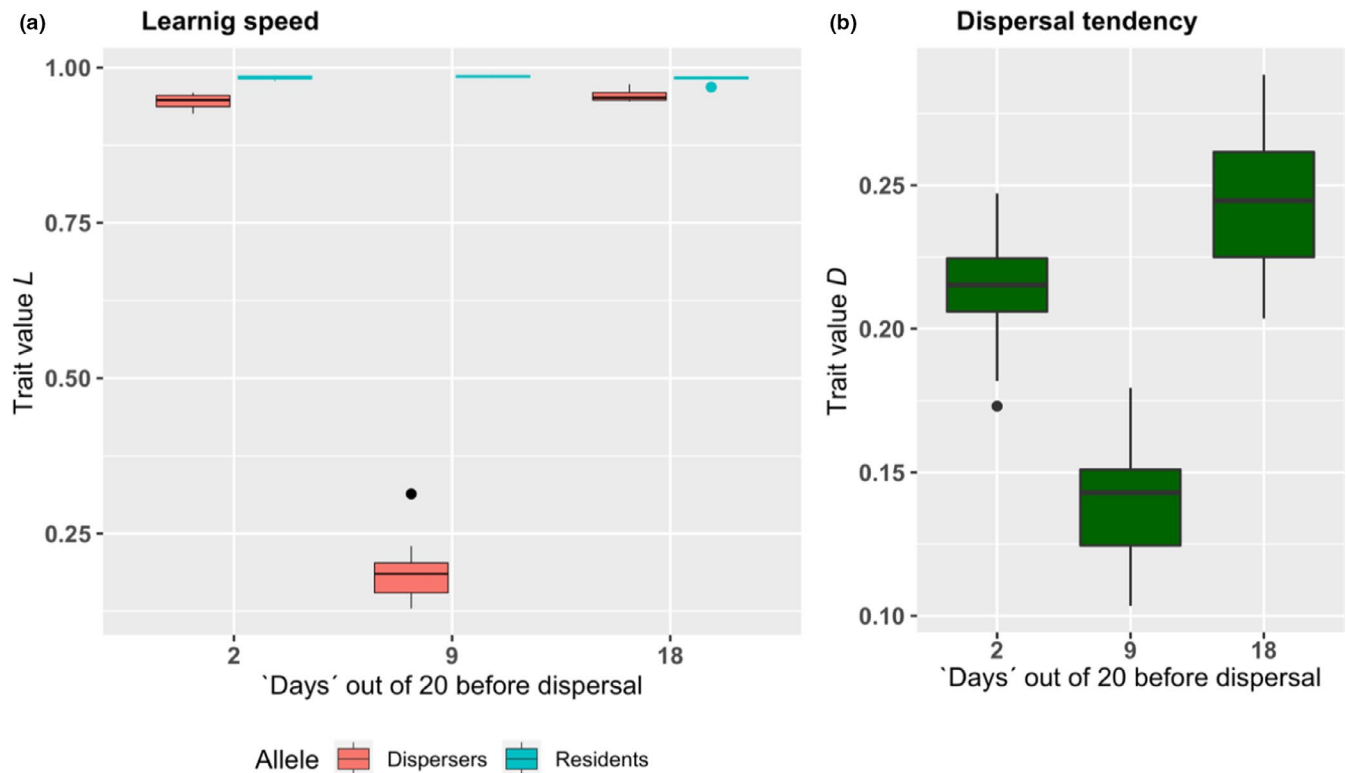 (a)
Learnig speed
Trait value L
1.00
0.75
0.50
0.25
2 9 18
`Days´ out of 20 before dispersal
Allele Dispersers Residents
(b)
Dispersal tendency
Trait value D
0.25
0.20
0.15
0.10
2 9 18
`Days´ out of 20 before dispersal